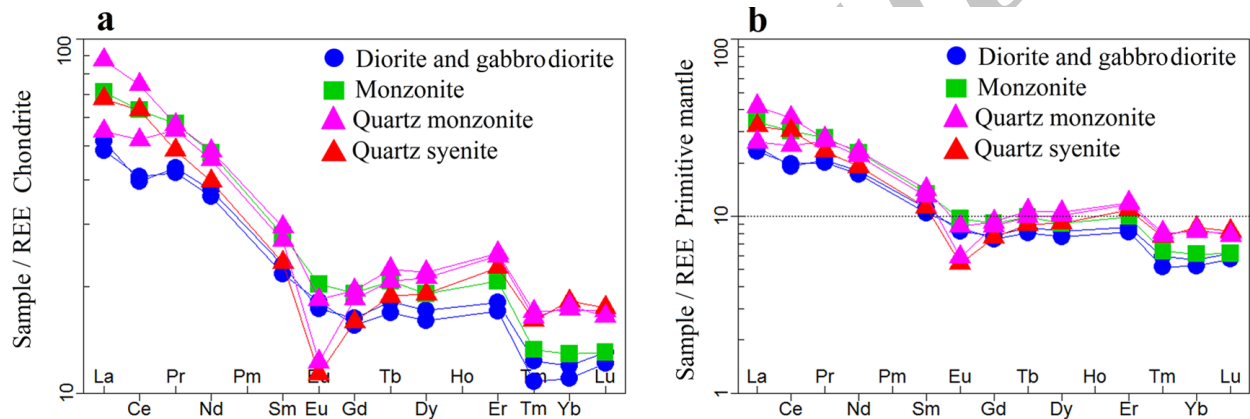 a
Sample / REE Chondrite
100
10
Diorite and gabbrodiorite
Monzonite
Quartz monzonite
Quartz syenite
La Pr Pm Eu Tb Ho Tm Lu
Ce Nd Sm Eu Gd Dy Er Tm Yb
b
Sample / REE Primitive mantle
100
10
1
Diorite and gabbrodiorite
Monzonite
Quartz monzonite
Quartz syenite
La Pr Pm Eu Tb Ho Tm Lu
Ce Nd Sm Gd Dy Er Yb